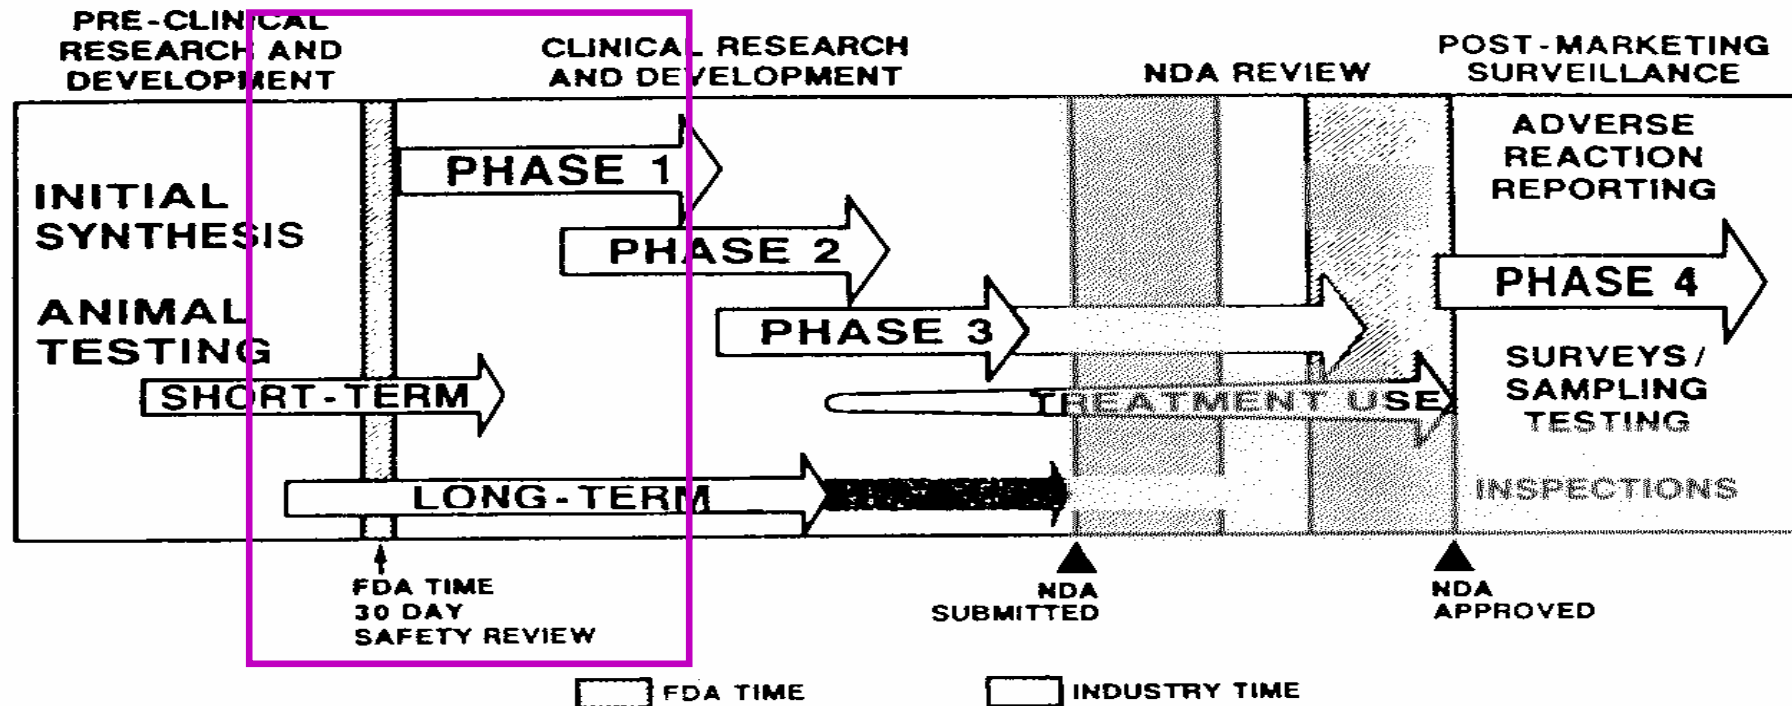 PRE-CLINICAL
RESEARCH AND
DEVELOPMENT
CLINICAL RESEARCH
AND DEVELOPMENT
NDA REVIEW
POST-MARKETING
SURVEILLANCE
INITIAL
SYNTHESIS
ANIMAL
TESTING
PHASE 1
PHASE 2
PHASE 3
SHORT-TERM
TREATMENT USE
LONG-TERM
ADVERSE
REACTION
REPORTING
PHASE 4
SURVEYS/
SAMPLING
TESTING
INSPECTIONS
FDA TIME
30 DAY
SAFETY REVIEW
NDA
SUBMITTED
NDA
APPROVED
FDA TIME
INDUSTRY TIME